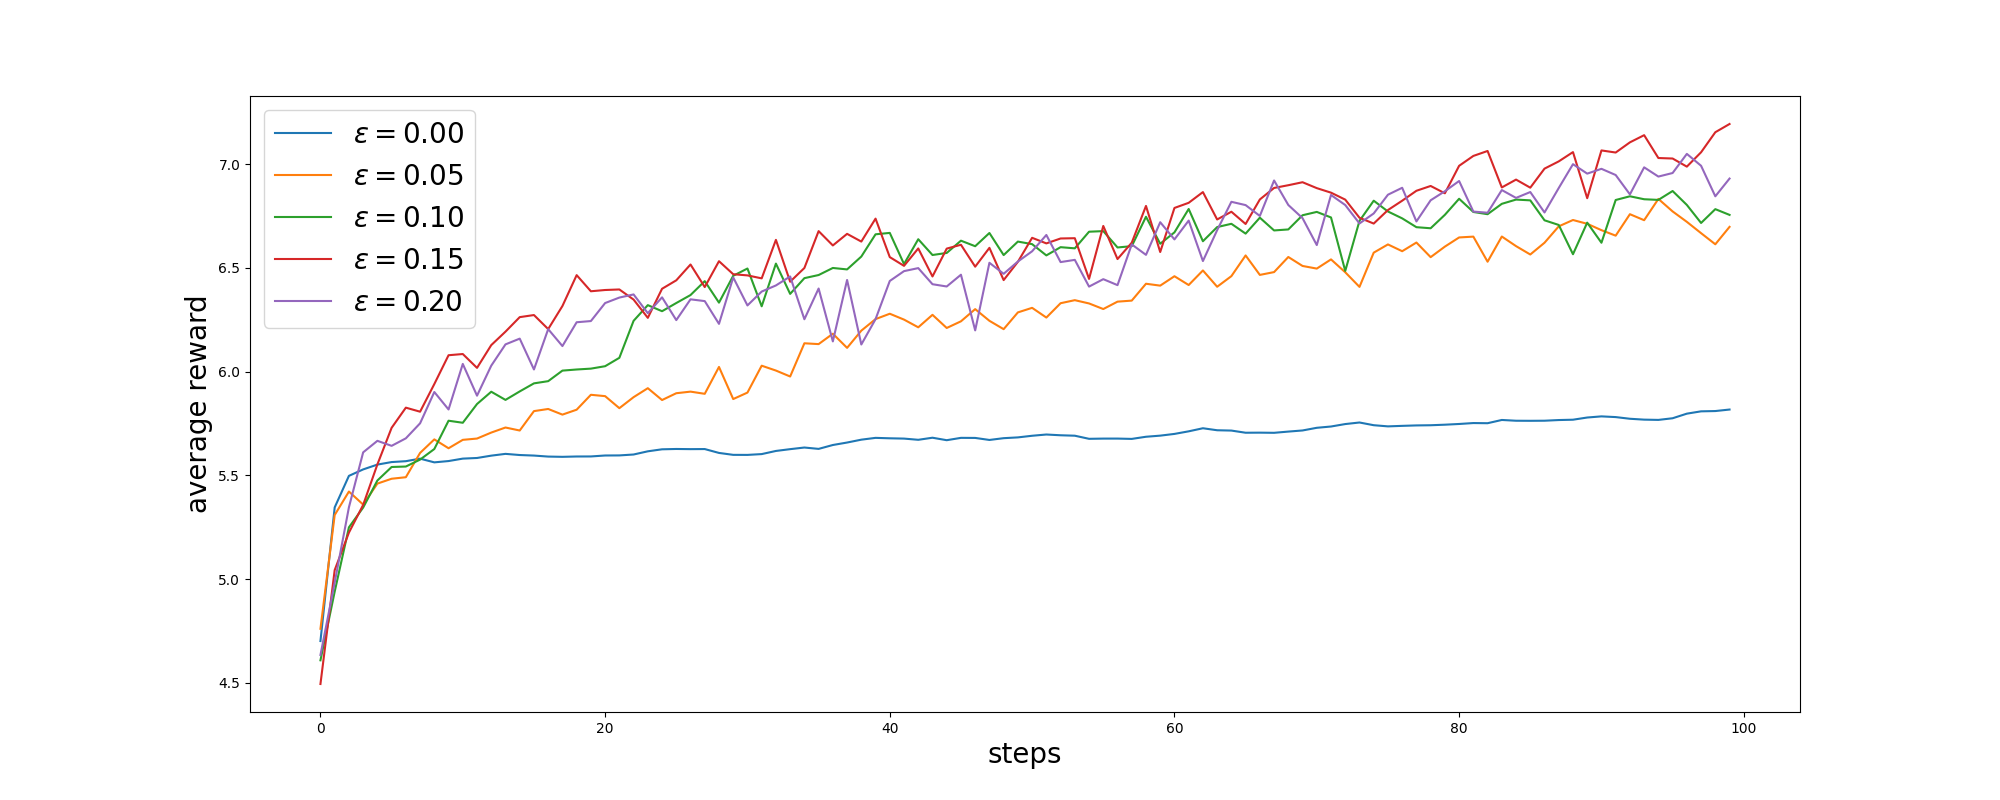 ε = 0.00
ε = 0.05
ε = 0.10
ε = 0.15
ε = 0.20
average reward
7.0
6.5
6.0
5.5
5.0
4.5
0 20 40 60 80 100
steps